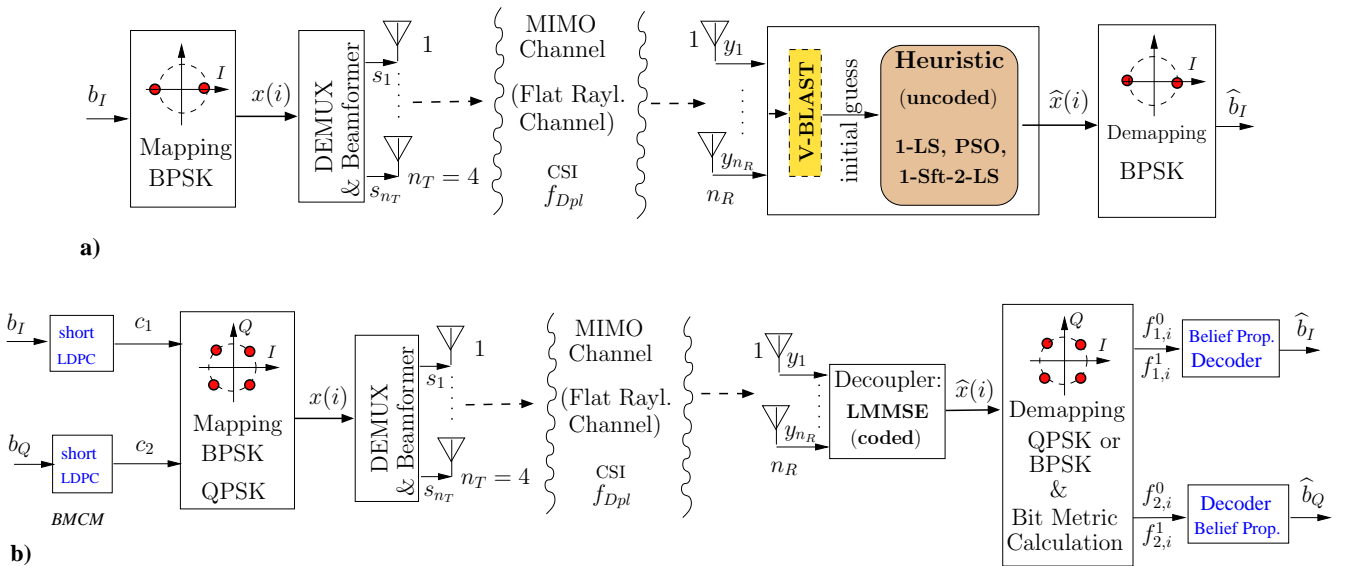 b_I
I
Mapping
BPSK
x(i)
DEMUX
& Beamformer
s_1
1
s_{n_T}
n_T = 4
MIMO
Channel
(Flat Rayl.
Channel)
CSI
f_{Dpl}
1
y_1
y_{n_R}
n_R
V-BLAST
initial guess
Heuristic
(uncoded)
1-LS, PSO,
1-Sft-2-LS
\widehat{x}(i)
I
Demapping
BPSK
\widehat{b}_I
a)
b_I
short
LDPC
c_1
b_Q
short
LDPC
c_2
BMCM
Q
I
Mapping
BPSK
QPSK
x(i)
DEMUX
& Beamformer
s_1
1
s_{n_T}
n_T = 4
MIMO
Channel
(Flat Rayl.
Channel)
CSI
f_{Dpl}
1
y_1
y_{n_R}
n_R
Decoupler:
LMMSE
(coded)
\widehat{x}(i)
Q
I
Demapping
QPSK or
BPSK
&
Bit Metric
Calculation
f^0_{1,i}
f^1_{1,i}
Belief Prop.
Decoder
\widehat{b}_I
f^0_{2,i}
f^1_{2,i}
Decoder
Belief Prop.
\widehat{b}_Q
b)